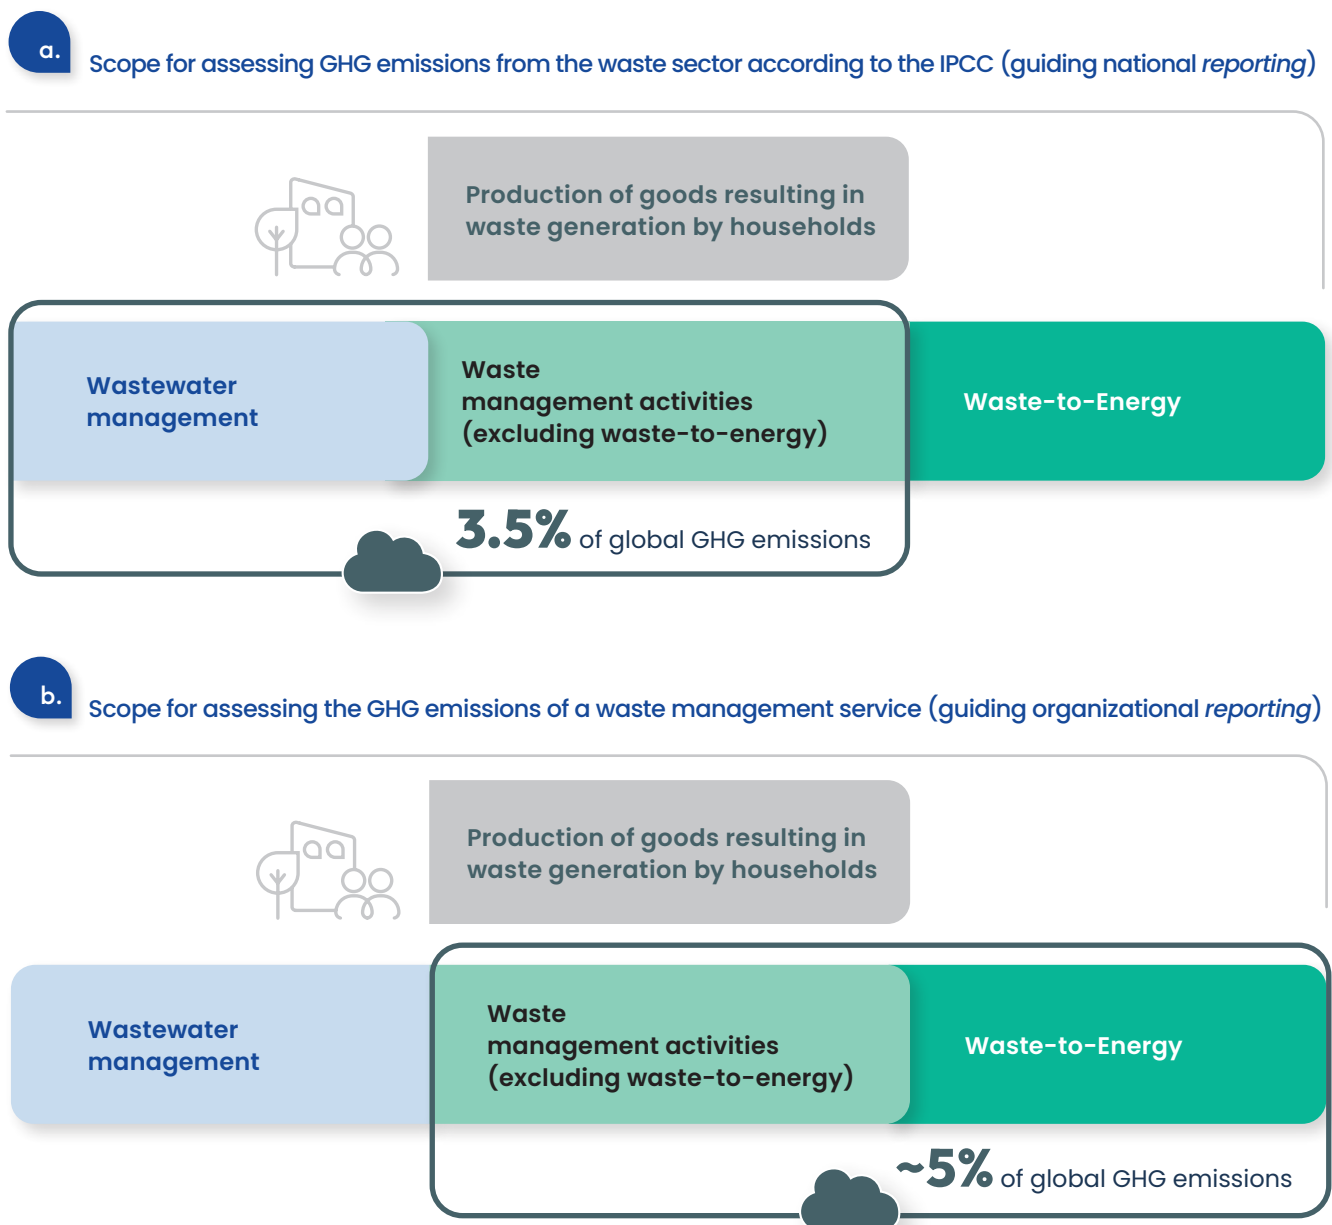 a.
Scope for assessing GHG emissions from the waste sector according to the IPCC (guiding national reporting)
Production of goods resulting in
waste generation by households
Wastewater
management
Waste
management activities
(excluding waste-to-energy)
Waste-to-Energy
3.5% of global GHG emissions
b.
Scope for assessing the GHG emissions of a waste management service (guiding organizational reporting)
Production of goods resulting in
waste generation by households
Wastewater
management
Waste
management activities
(excluding waste-to-energy)
Waste-to-Energy
~5% of global GHG emissions